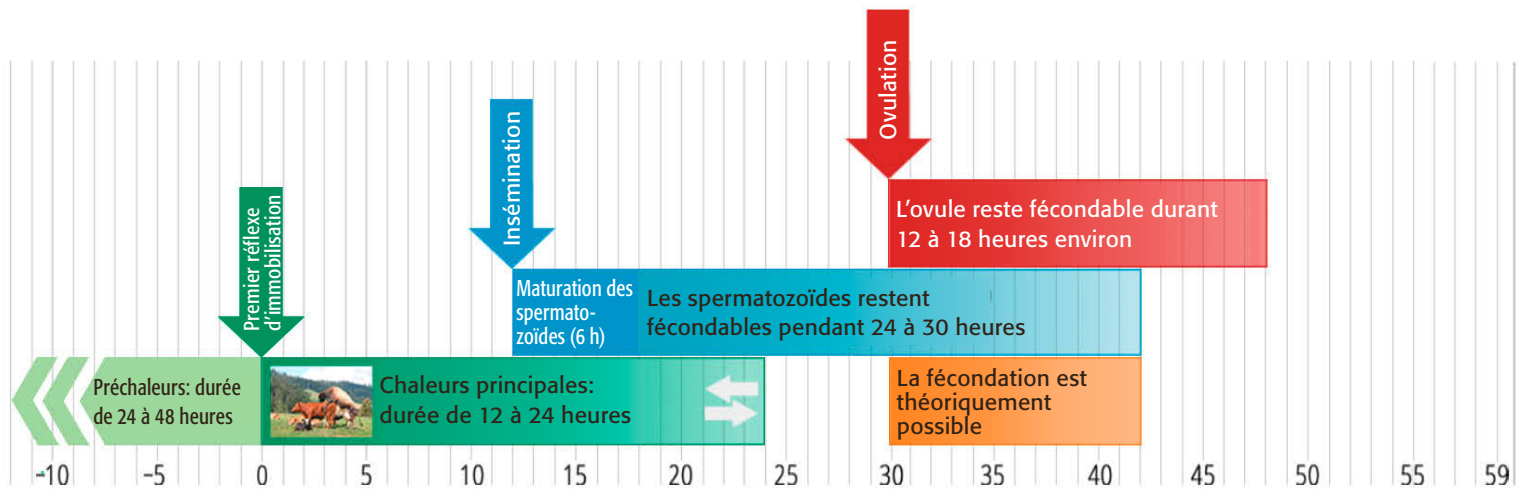 Ovulation
Insémination
Premier réflexe
d'immobilisation
L'ovule reste fécondable durant
12 à 18 heures environ
Maturation des
spermato-
zoïdes (6 h)
Les spermatozoïdes restent
fécondables pendant 24 à 30 heures
Préchaleurs: durée
de 24 à 48 heures
Chaleurs principales:
durée de 12 à 24 heures
La fécondation est
théoriquement
possible
-10 -5 0 5 10 15 20 25 30 35 40 45 50 55 59